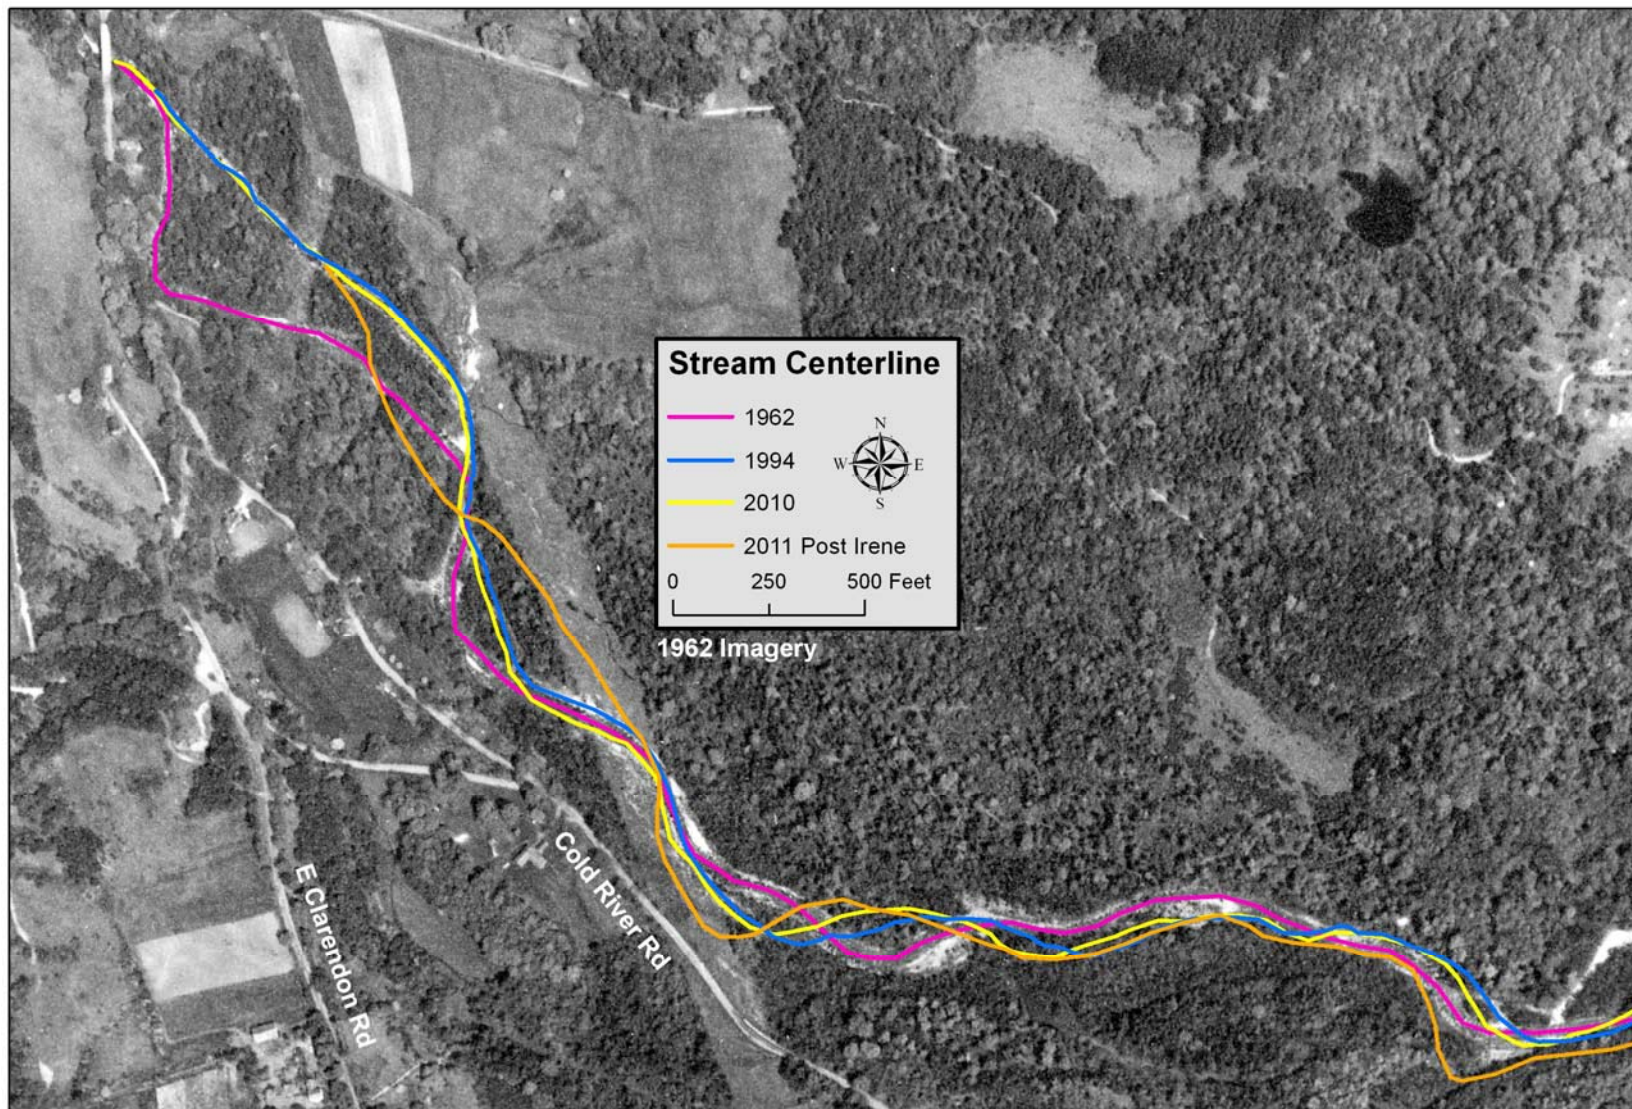 Stream Centerline
1962
1994
2010
2011 Post Irene
N
W E
S
0 250 500 Feet
1962 Imagery
Cold River Rd
E Clarendon Rd